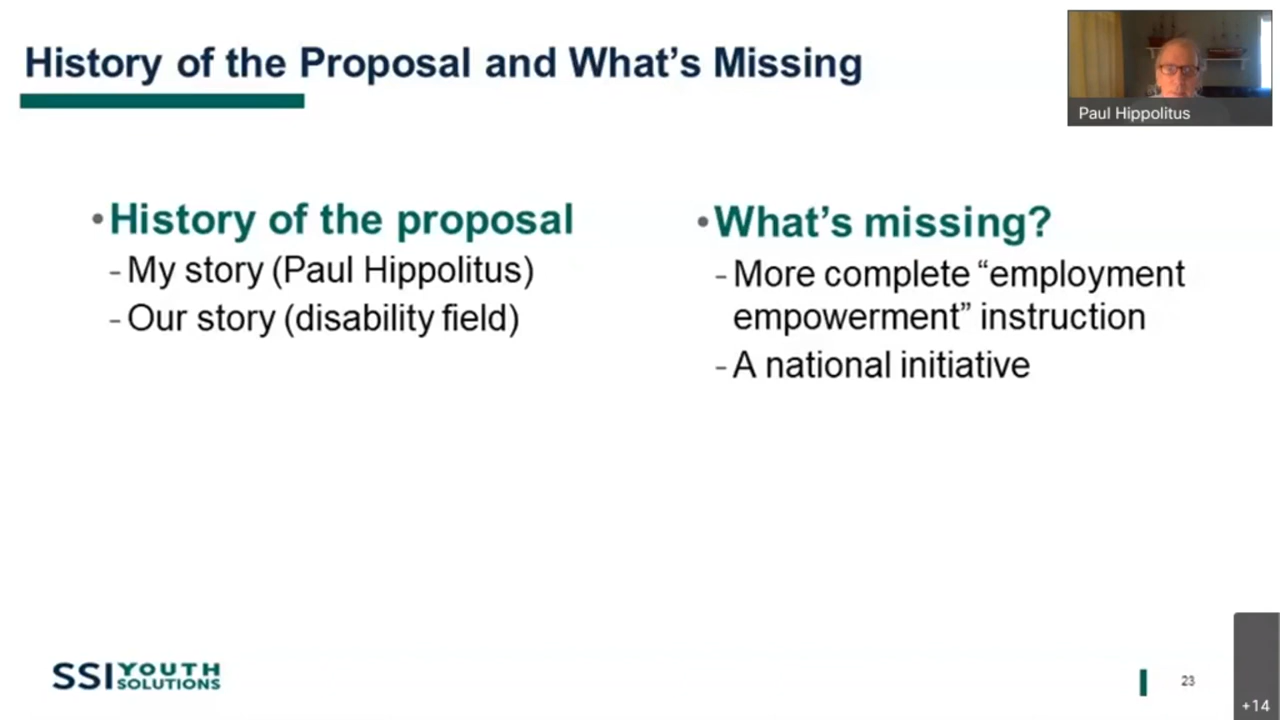 History of the Proposal and What’s Missing
Paul Hippolitus
•History of the proposal
-My story (Paul Hippolitus)
-Our story (disability field)
•What’s missing?
-More complete “employment
empowerment” instruction
-A national initiative
SSI YOUTH
SOLUTIONS
23
+14